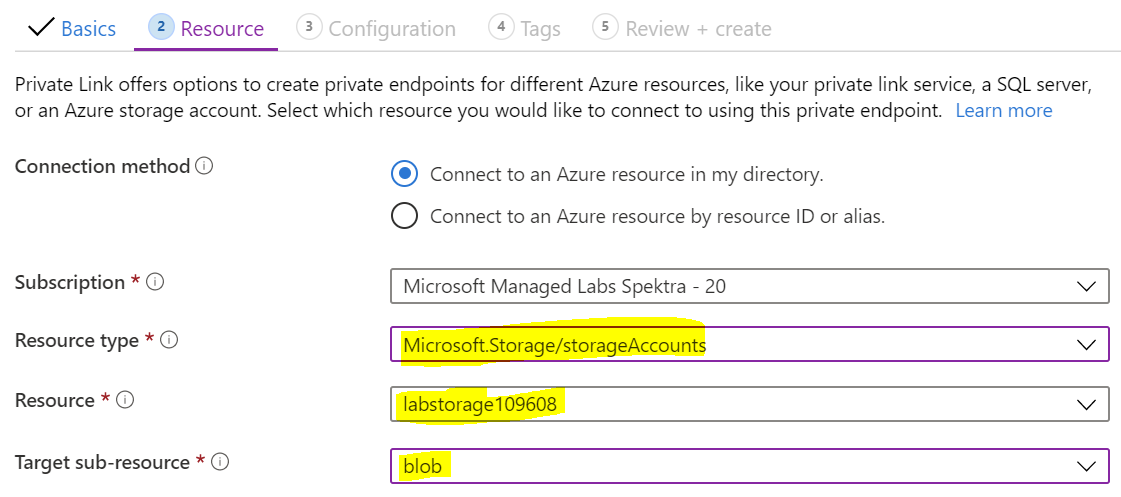 Basics 2 Resource 3 Configuration 4 Tags 5 Review + create
Private Link offers options to create private endpoints for different Azure resources, like your private link service, a SQL server,
or an Azure storage account. Select which resource you would like to connect to using this private endpoint. Learn more
Connection method
Connect to an Azure resource in my directory.
Connect to an Azure resource by resource ID or alias.
Subscription * Microsoft Managed Labs Spektra - 20
Resource type * Microsoft.Storage/storageAccounts
Resource * labstorage109608
Target sub-resource * blob